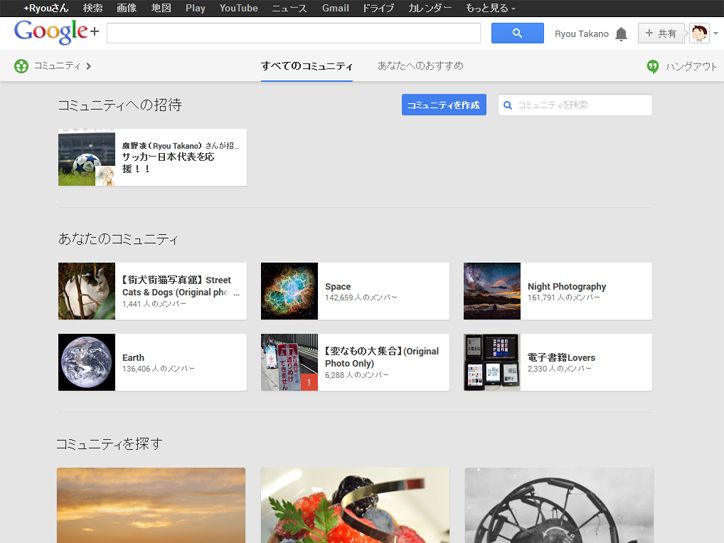 +Ryouさん 検索 画像 地図 Play YouTube ニュース Gmail ドライブ カレンダー もっと見る
Google+
Ryou Takano
+ 共有
コミュニティ
すべてのコミュニティ
あなたへのおすすめ
ハングアウト
コミュニティへの招待
コミュニティを作成
コミュニティを検索
鷹野凌(Ryou Takano) さんが招...
サッカー日本代表を応
援!!
あなたのコミュニティ
【街犬街猫写真舘】 Street
Cats & Dogs (Original pho ...
1,441 人のメンバー
Space
142,659 人のメンバー
Night Photography
161,791 人のメンバー
Earth
136,406 人のメンバー
1
【変なもの大集合】(Original
Photo Only)
6,288 人のメンバー
電子書籍Lovers
2,330 人のメンバー
コミュニティを探す